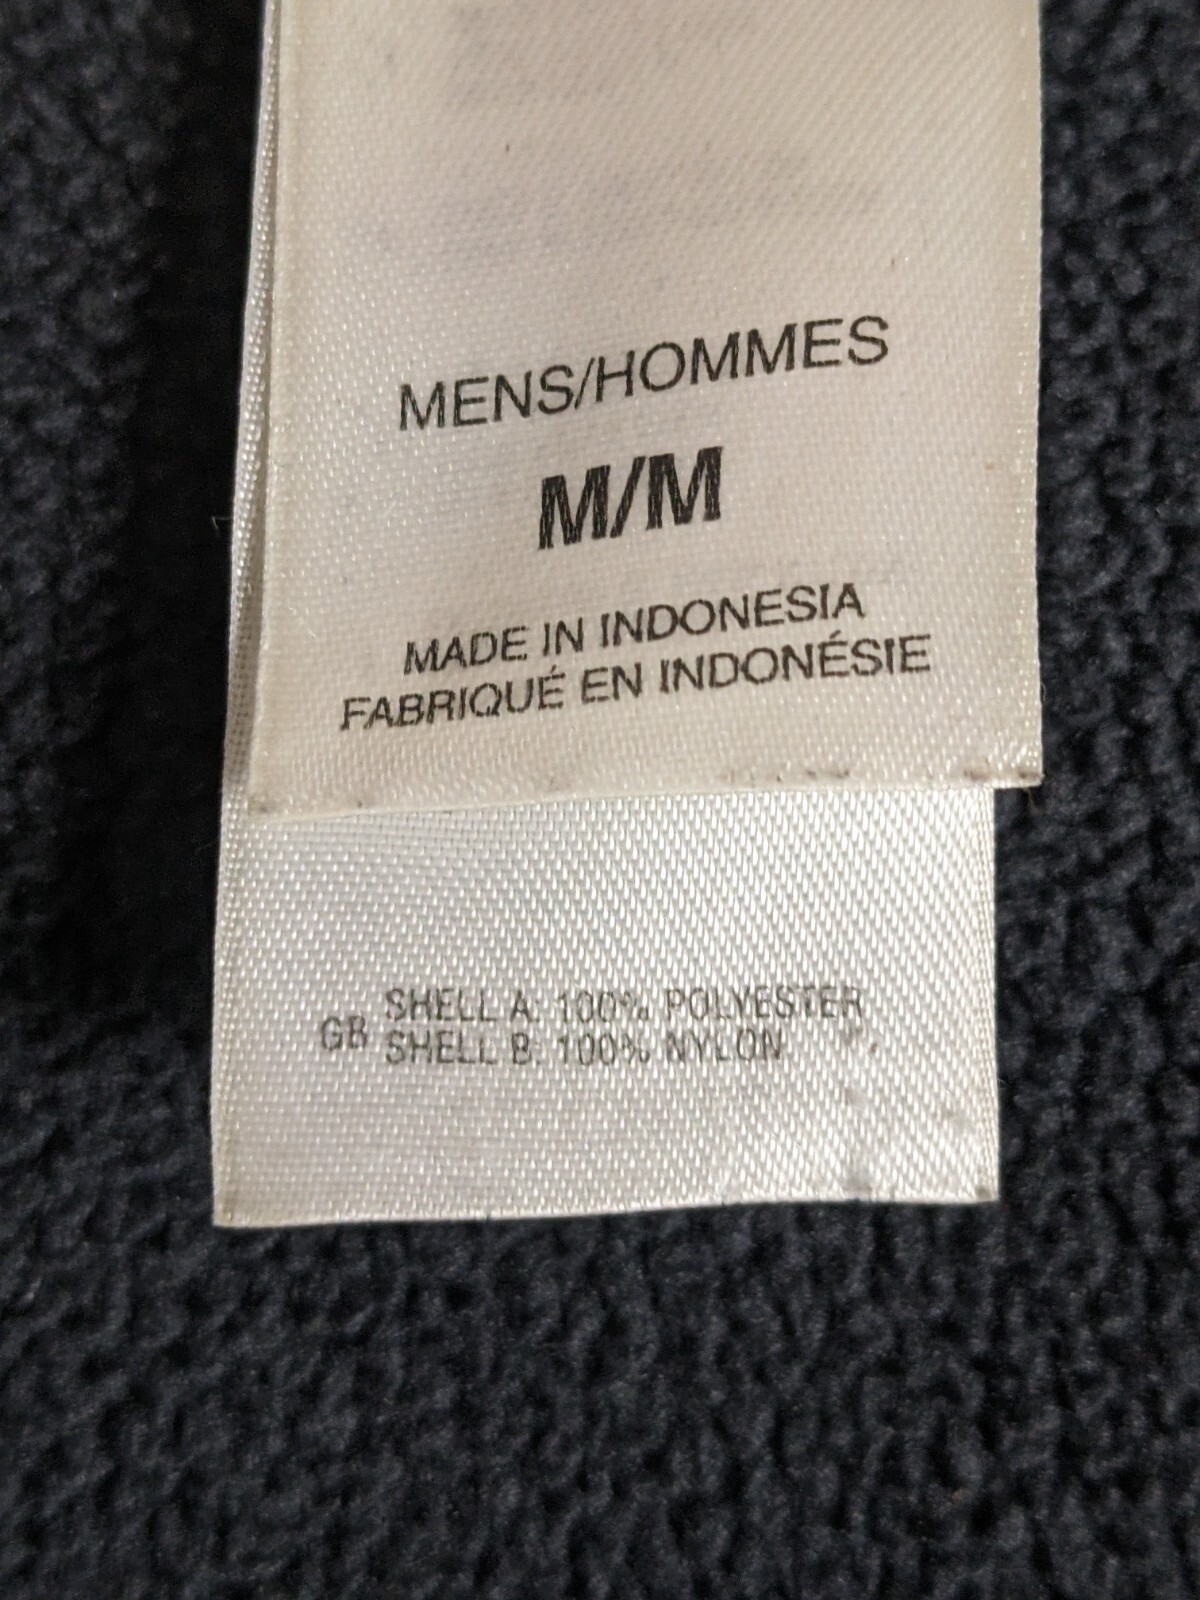 MENS/HOMMES
M/M
MADE IN INDONESIA
FABRIQUÉ EN INDONÉSIE
GB SHELL A: 100% POLYESTER
SHELL B: 100% NYLON